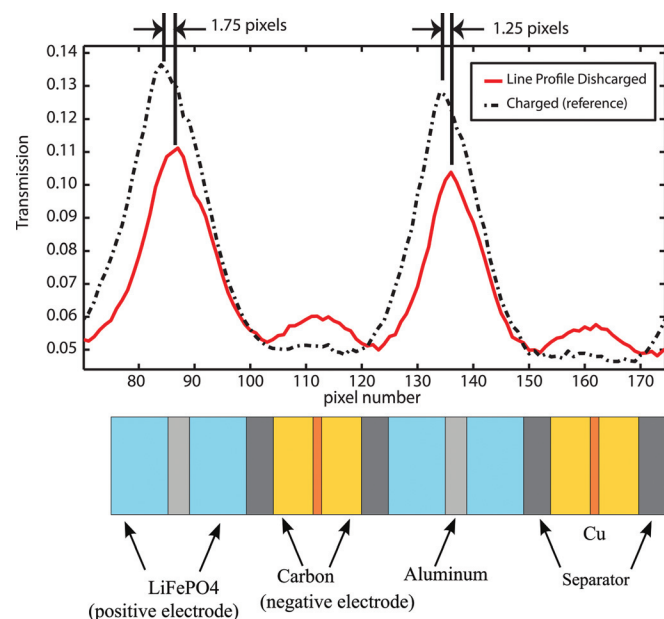 1.75 pixels
1.25 pixels
0.14
0.13
0.12
0.11
0.10
0.09
0.08
0.07
0.06
0.05
Transmission
Line Profile Dishcarged
Charged (reference)
80 90 100 110 120 130 140 150 160 170
pixel number
LiFePO4
(positive electrode)
Carbon
(negative electrode)
Aluminum
Cu
Separator